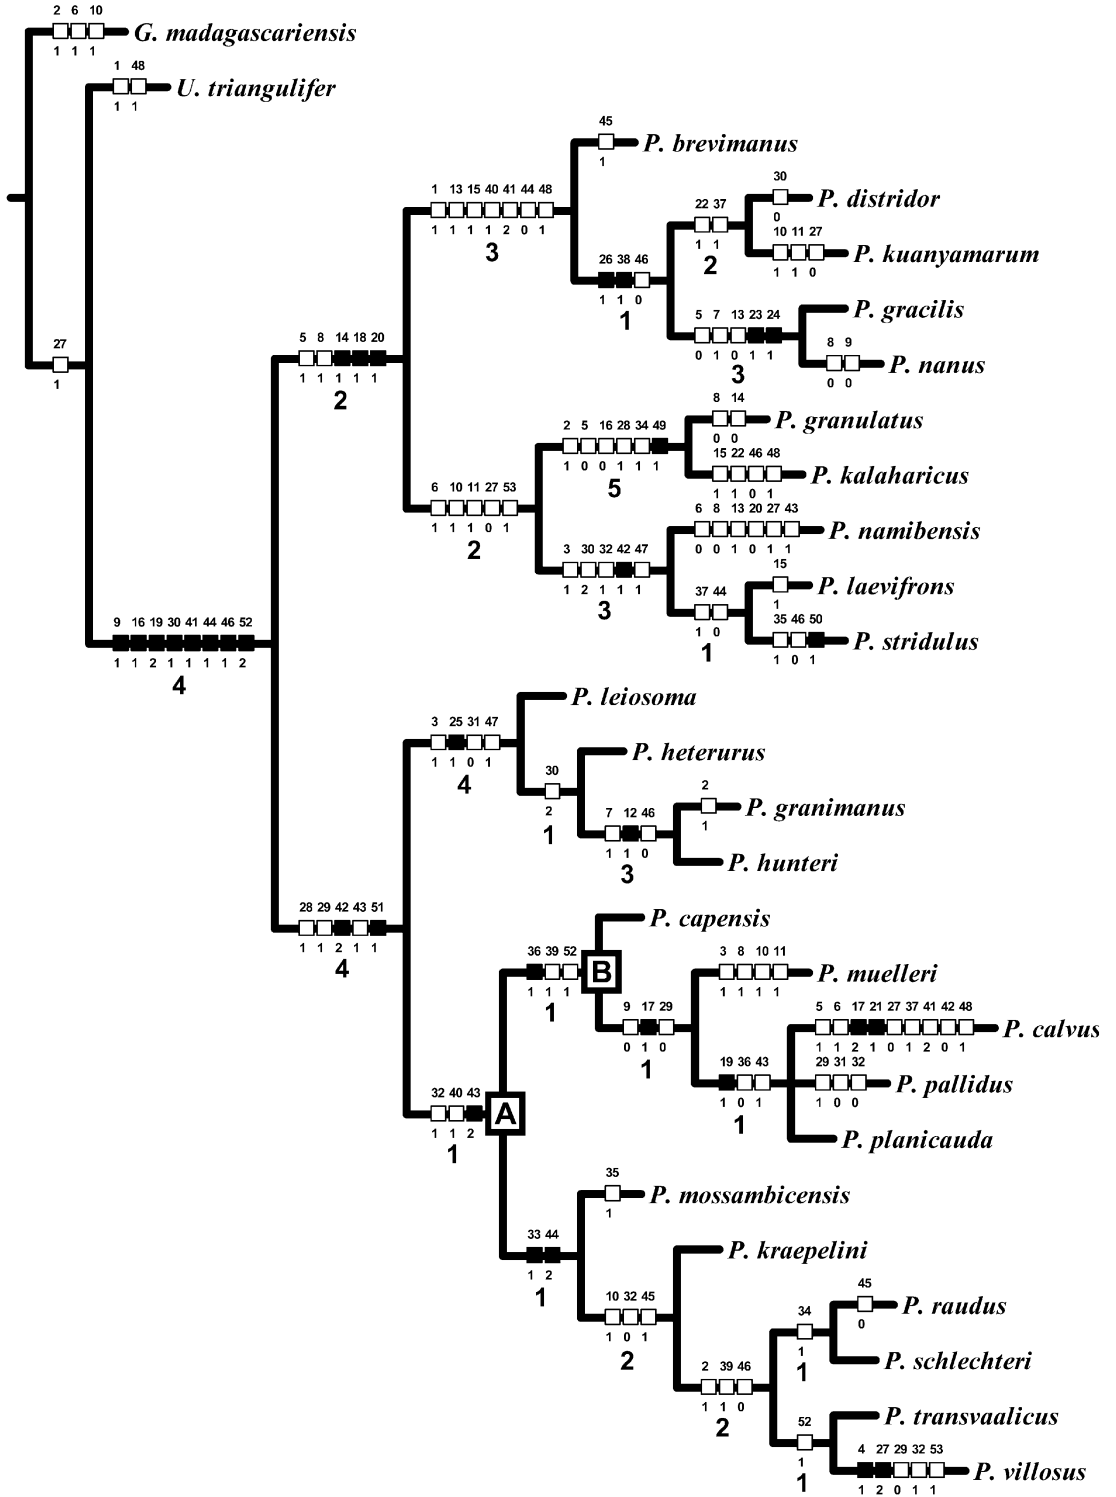 2 6 10
G. madagascariensis
1 1 1
1 48
U. triangulifer
1 1
45
P. brevimanus
1
30
P. distridor
0
1 13 15 40 41 44 48
1 1 1 1 2 0 1
3
22 37
1 1
2
10 11 27
P. kuanyamarum
1 1 0
26 38 46
1 1 0
1
P. gracilis
5 7 13 23 24
0 1 0 1 1
3
27
1
5 8 14 18 20
1 1 1 1 1
2
8 9
P. nanus
0 0
8 14
P. granulatus
0 0
2 5 16 28 34 49
1 0 0 1 1 1
5
15 22 46 48
P. kalaharicus
1 1 0 1
6 10 11 27 53
1 1 1 0 1
2
6 8 13 20 27 43
P. namibensis
0 0 1 0 1 1
3 30 32 42 47
1 2 1 1 1
3
15
P. laevifrons
1
37 44
1 0
1
35 46 50
P. stridulus
1 0 1
9 16 19 30 41 44 46 52
1 1 2 1 1 1 1 2
4
P. leiosoma
3 25 31 47
1 1 0 1
4
P. heterurus
30
2
1
2
P. granimanus
1
7 12 46
1 1 0
3
P. hunteri
28 29 42 43 51
1 1 2 1 1
4
P. capensis
36 39 52
1 1 1
1
B
3 8 10 11
P. muelleri
1 1 1 1
9 17 29
0 1 0
1
5 6 17 21 27 37 41 42 48
P. calvus
1 1 2 1 0 1 2 0 1
19 36 43
1 0 1
1
29 31 32
P. pallidus
1 0 0
32 40 43
1 1 2
1
A
P. planicauda
35
P. mossambicensis
1
33 44
1 2
1
P. kraepelini
10 32 45
1 0 1
2
45
P. raudus
0
34
1
1
P. schlechteri
2 39 46
1 1 0
2
P. transvaalicus
52
1
1
4 27 29 32 53
P. villosus
1 2 0 1 1